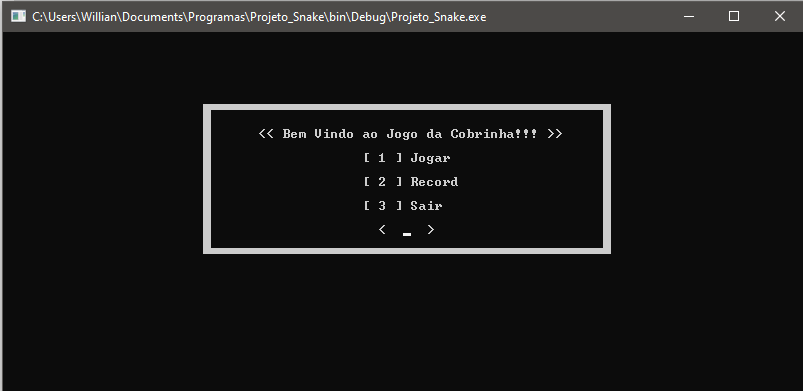 C:\Users\Willian\Documents\Programas\Projeto_Snake\bin\Debug\Projeto_Snake.exe
<< Bem Vindo ao Jogo da Cobrinha!!! >>
[ 1 ] Jogar
[ 2 ] Record
[ 3 ] Sair
< _ >